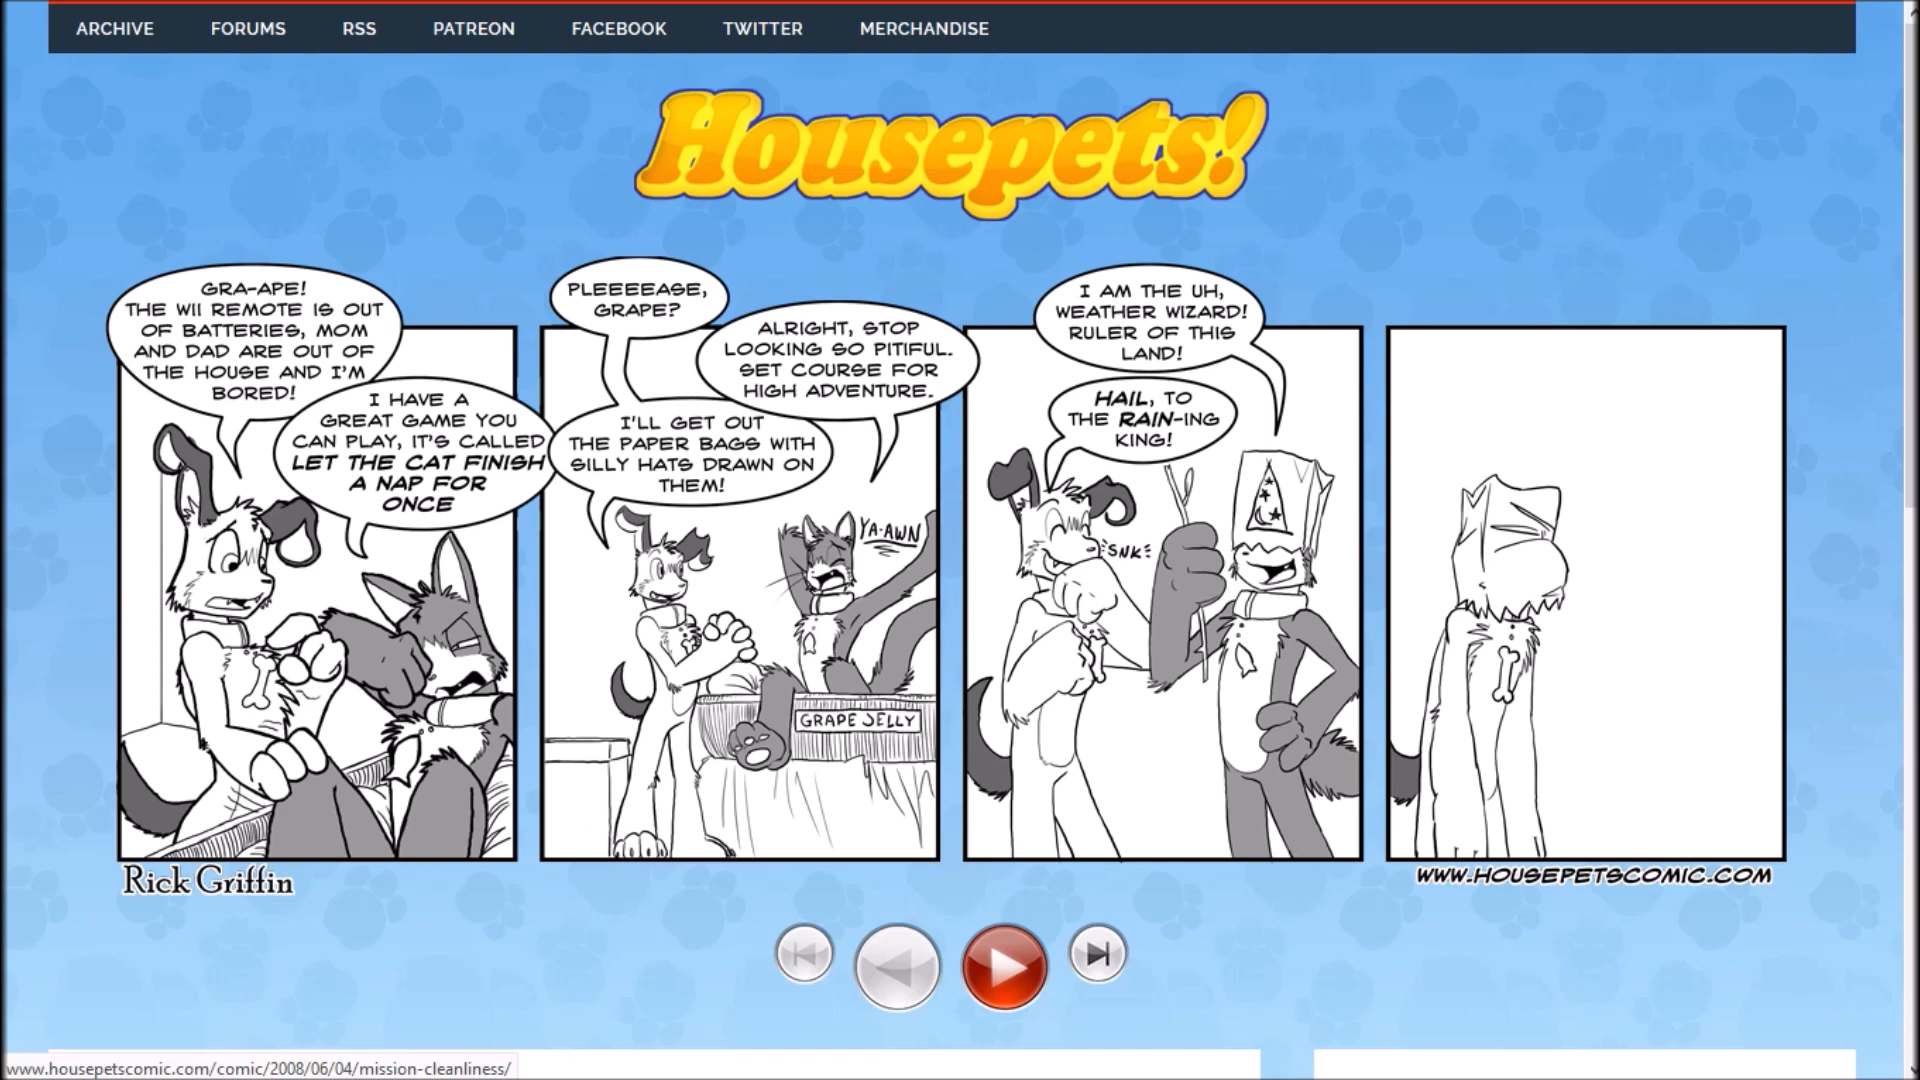 ARCHIVE FORUMS RSS PATREON FACEBOOK TWITTER MERCHANDISE
Housepets!
GRA-APE!
THE WII REMOTE IS OUT
OF BATTERIES, MOM
AND DAD ARE OUT OF
THE HOUSE AND I'M
BORED!
I HAVE A
GREAT GAME YOU
CAN PLAY, IT'S CALLED
LET THE CAT FINISH
A NAP FOR
ONCE
PLEEEEASE,
GRAPE?
I'LL GET OUT
THE PAPER BAGS WITH
SILLY HATS DRAWN ON
THEM!
ALRIGHT, STOP
LOOKING SO PITIFUL.
SET COURSE FOR
HIGH ADVENTURE.
YA-AWN
GRAPE JELLY
I AM THE UH,
WEATHER WIZARD!
RULER OF THIS
LAND!
HAIL, TO
THE RAIN-ING
KING!
SNK
Rick Griffin
WWW.HOUSEPETSCOMIC.COM
www.housepetscomic.com/comic/2008/06/04/mission-cleanliness/